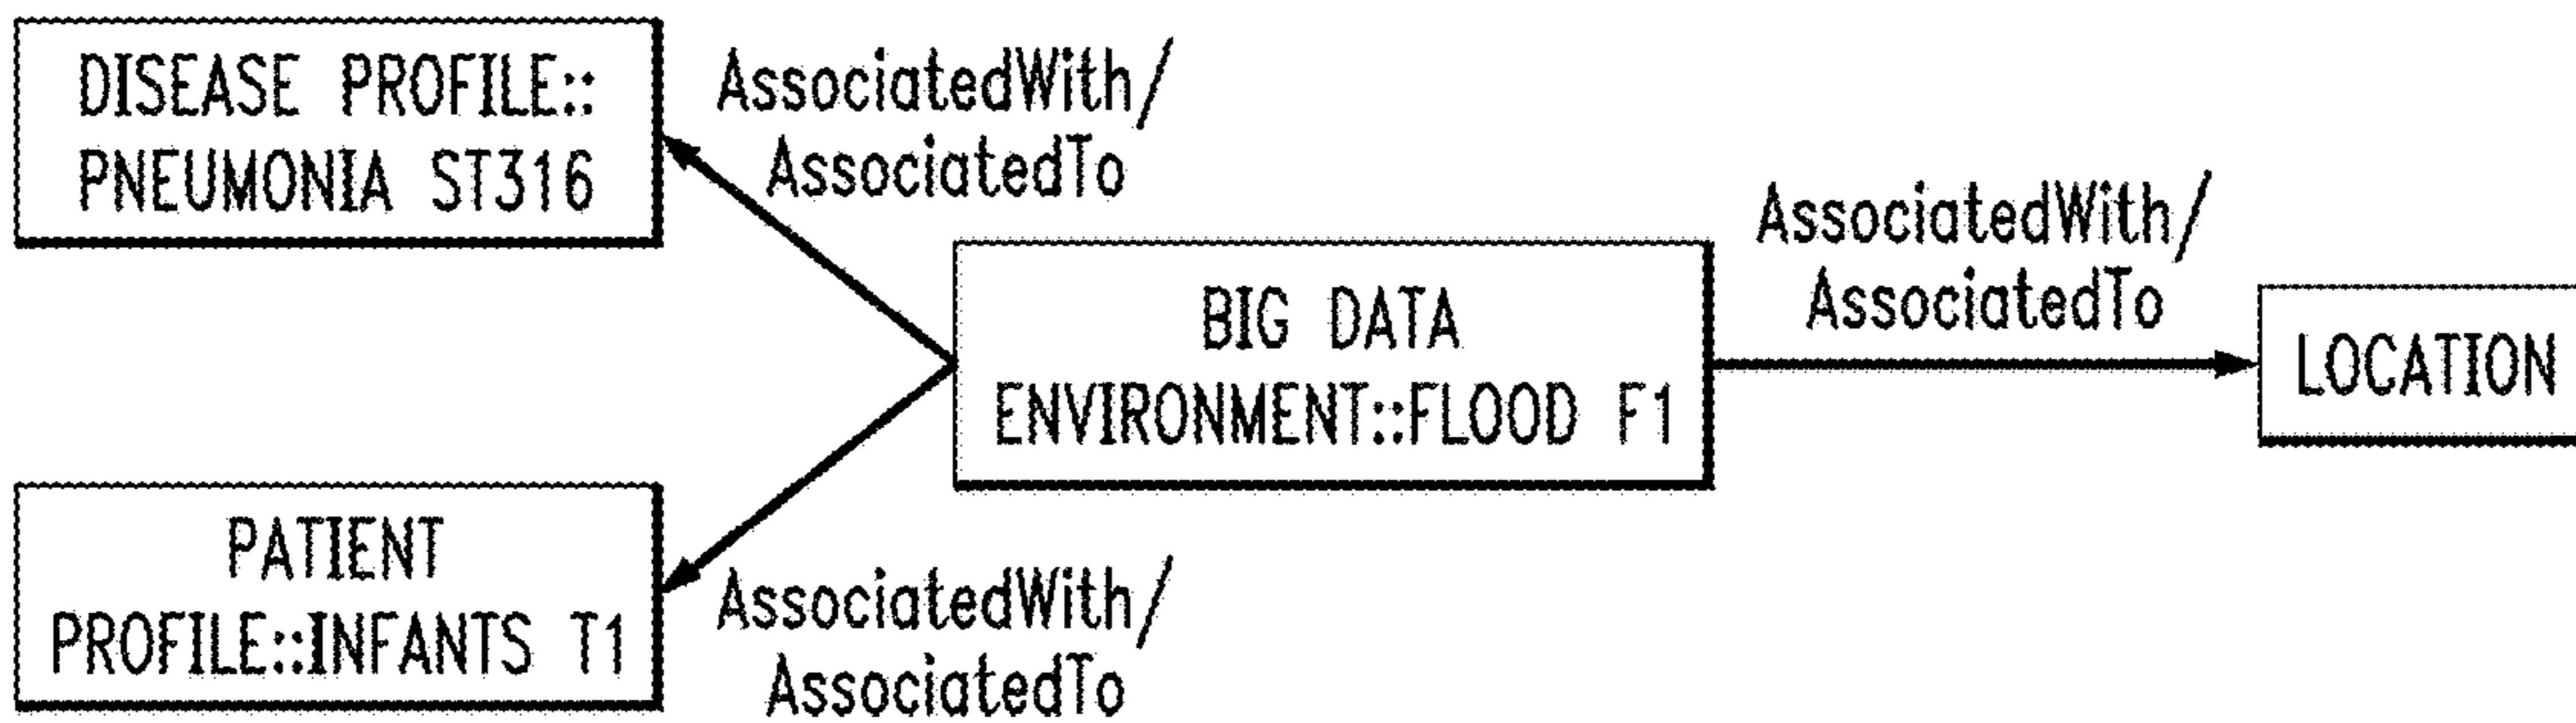 DISEASE PROFILE::
PNEUMONIA ST316
AssociatedWith/
AssociatedTo
BIG DATA
ENVIRONMENT::FLOOD F1
AssociatedWith/
AssociatedTo
LOCATION
PATIENT
PROFILE::INFANTS T1
AssociatedWith/
AssociatedTo